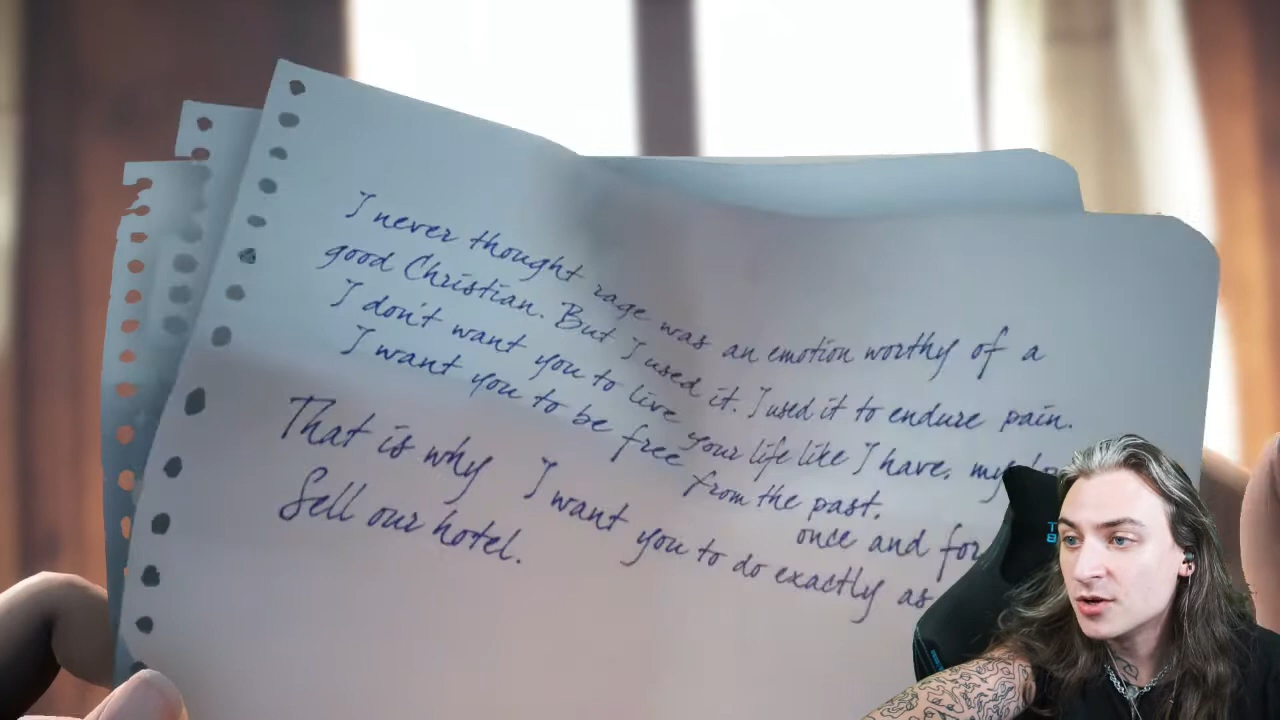 I never thought rage was an emotion worthy of a
good Christian. But I used it. I used it to endure pain.
I don't want you to live your life like I have, my
I want you to be free from the past. once and for
That is why I want you to do exactly as
Sell our hotel.